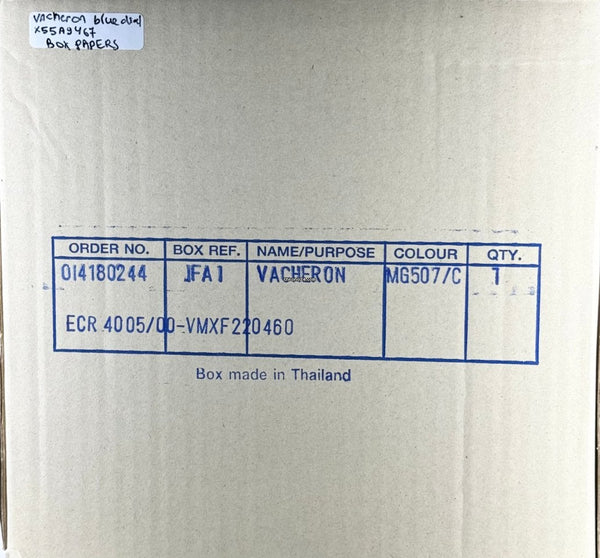 Vacheron blue dial
X55A9467
BOX PAPERS
ORDER NO. BOX REF. NAME/PURPOSE COLOUR QTY.
014180244 JFA1 VACHERON MG507/C 1
ECR 4005/00-VMXF220460
Box made in Thailand